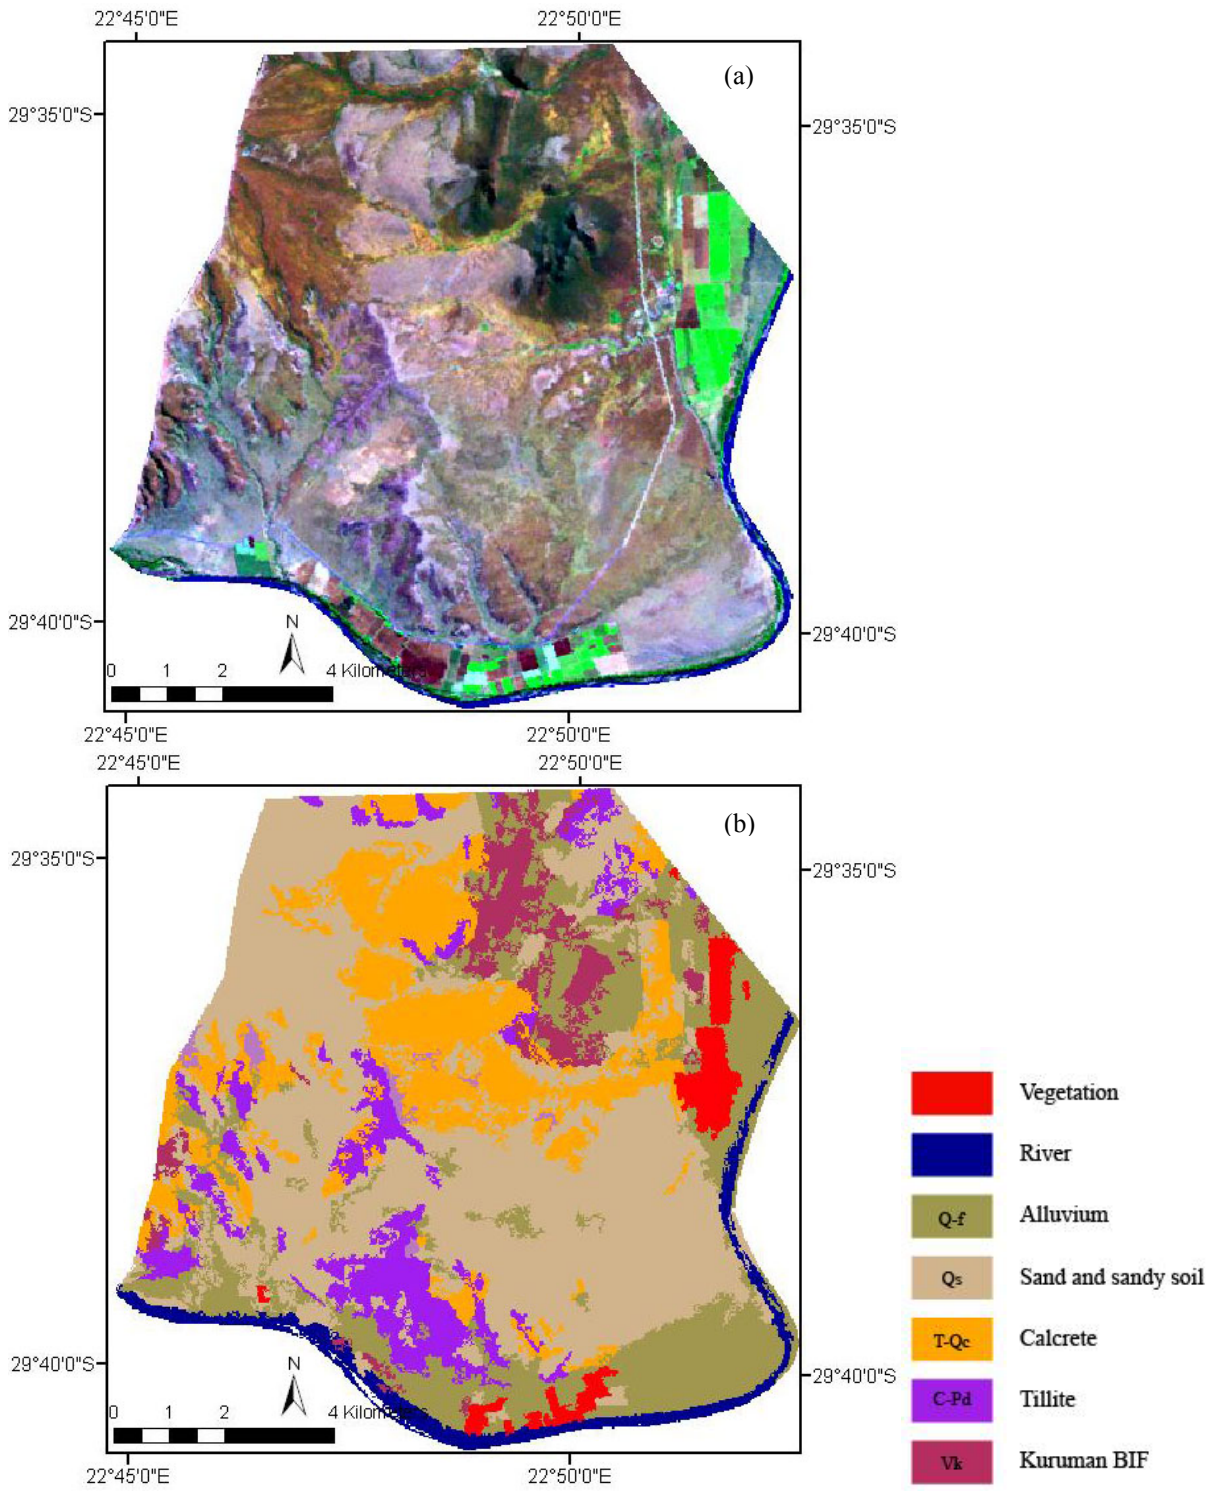 22°45'0"E 22°50'0"E
(a)
29°35'0"S 29°35'0"S
29°40'0"S 29°40'0"S
N
0 1 2 4 Kilometers
22°45'0"E 22°50'0"E
22°45'0"E 22°50'0"E
(b)
29°35'0"S 29°35'0"S
Vegetation
River
Q-f Alluvium
Qs Sand and sandy soil
T-Qc Calcrete
29°40'0"S 29°40'0"S
N
C-Pd Tillite
0 1 2 4 Kilometers
Vk Kuruman BIF
22°45'0"E 22°50'0"E